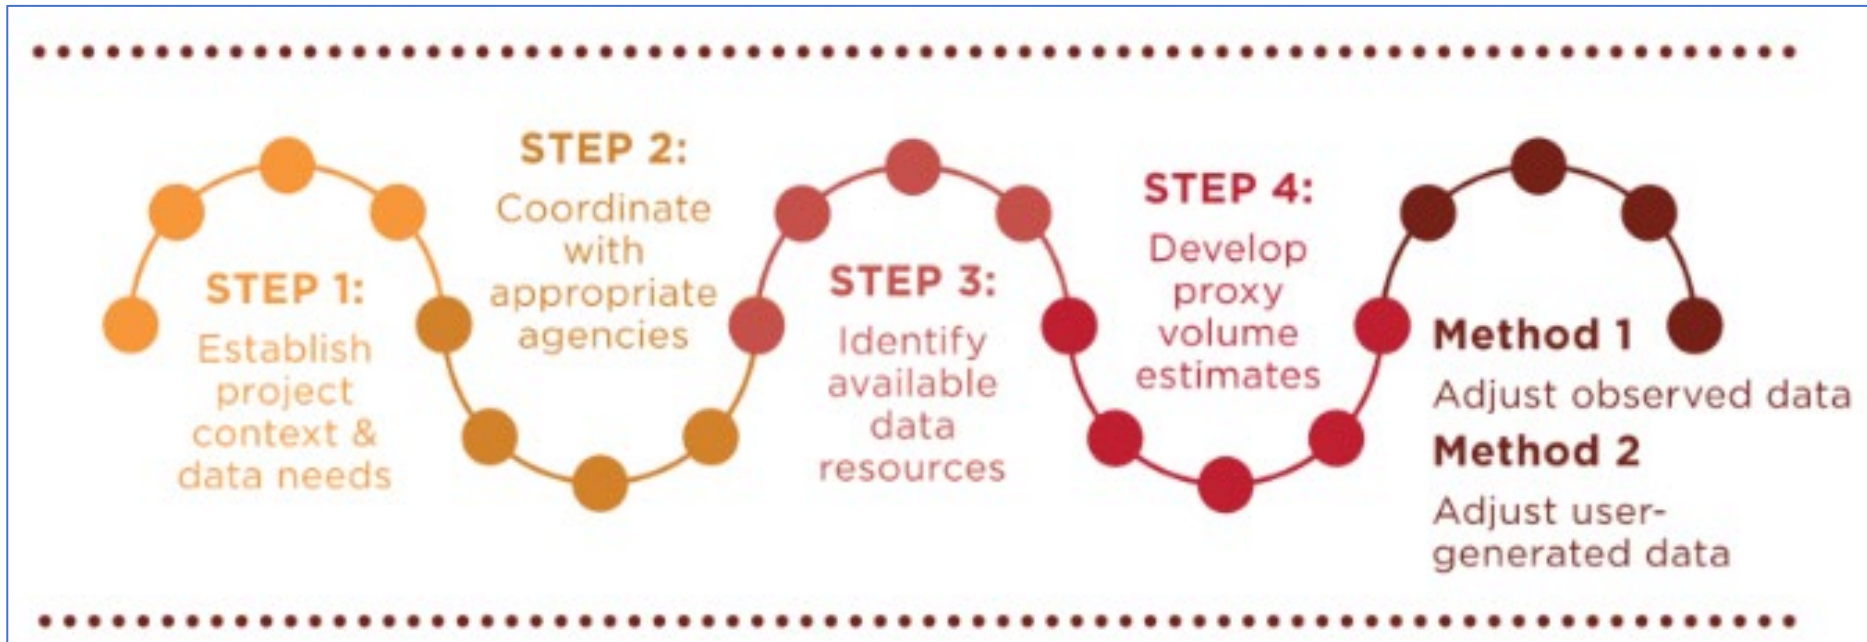 STEP 1:
Establish
project
context &
data needs
STEP 2:
Coordinate
with
appropriate
agencies
STEP 3:
Identify
available
data
resources
STEP 4:
Develop
proxy
volume
estimates
Method 1
Adjust observed data
Method 2
Adjust user-
generated data